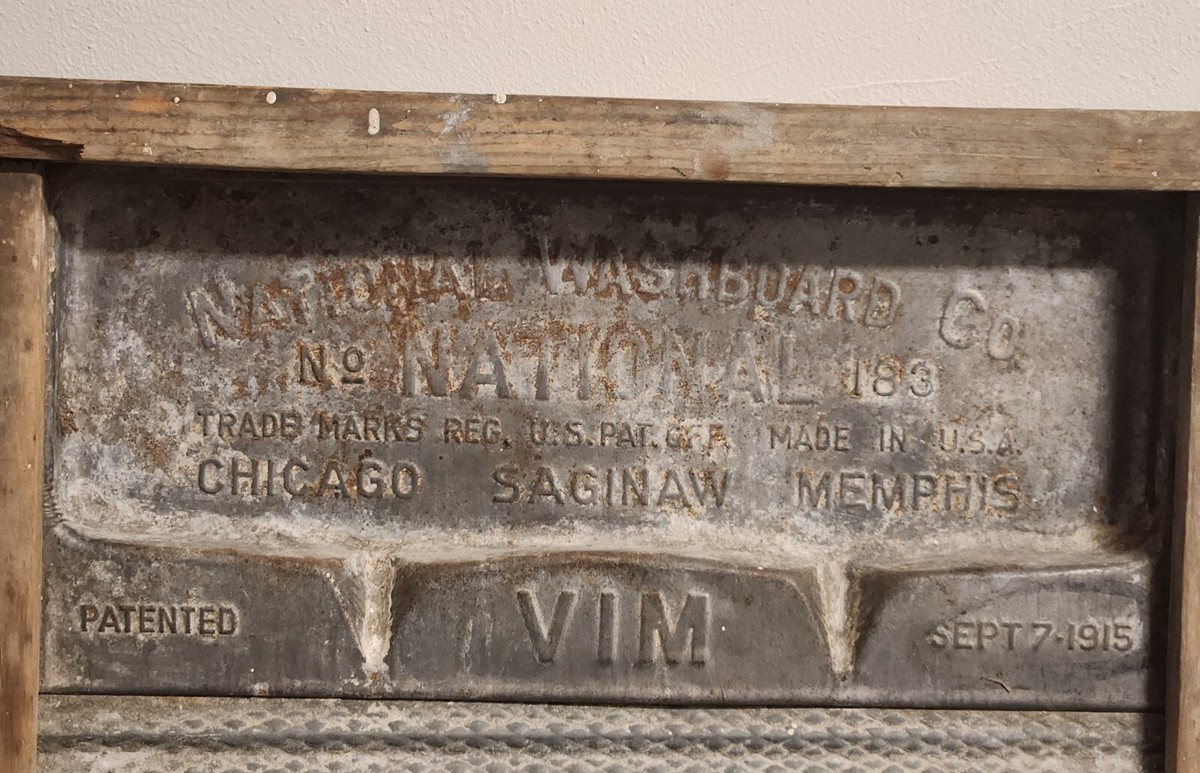 NATIONAL WASHBOARD CO.
NO NATIONAL 183
TRADE MARKS REG. U.S. PAT. OFF. MADE IN U.S.A.
CHICAGO SAGINAW MEMPHIS
PATENTED VIM SEPT 7-1915